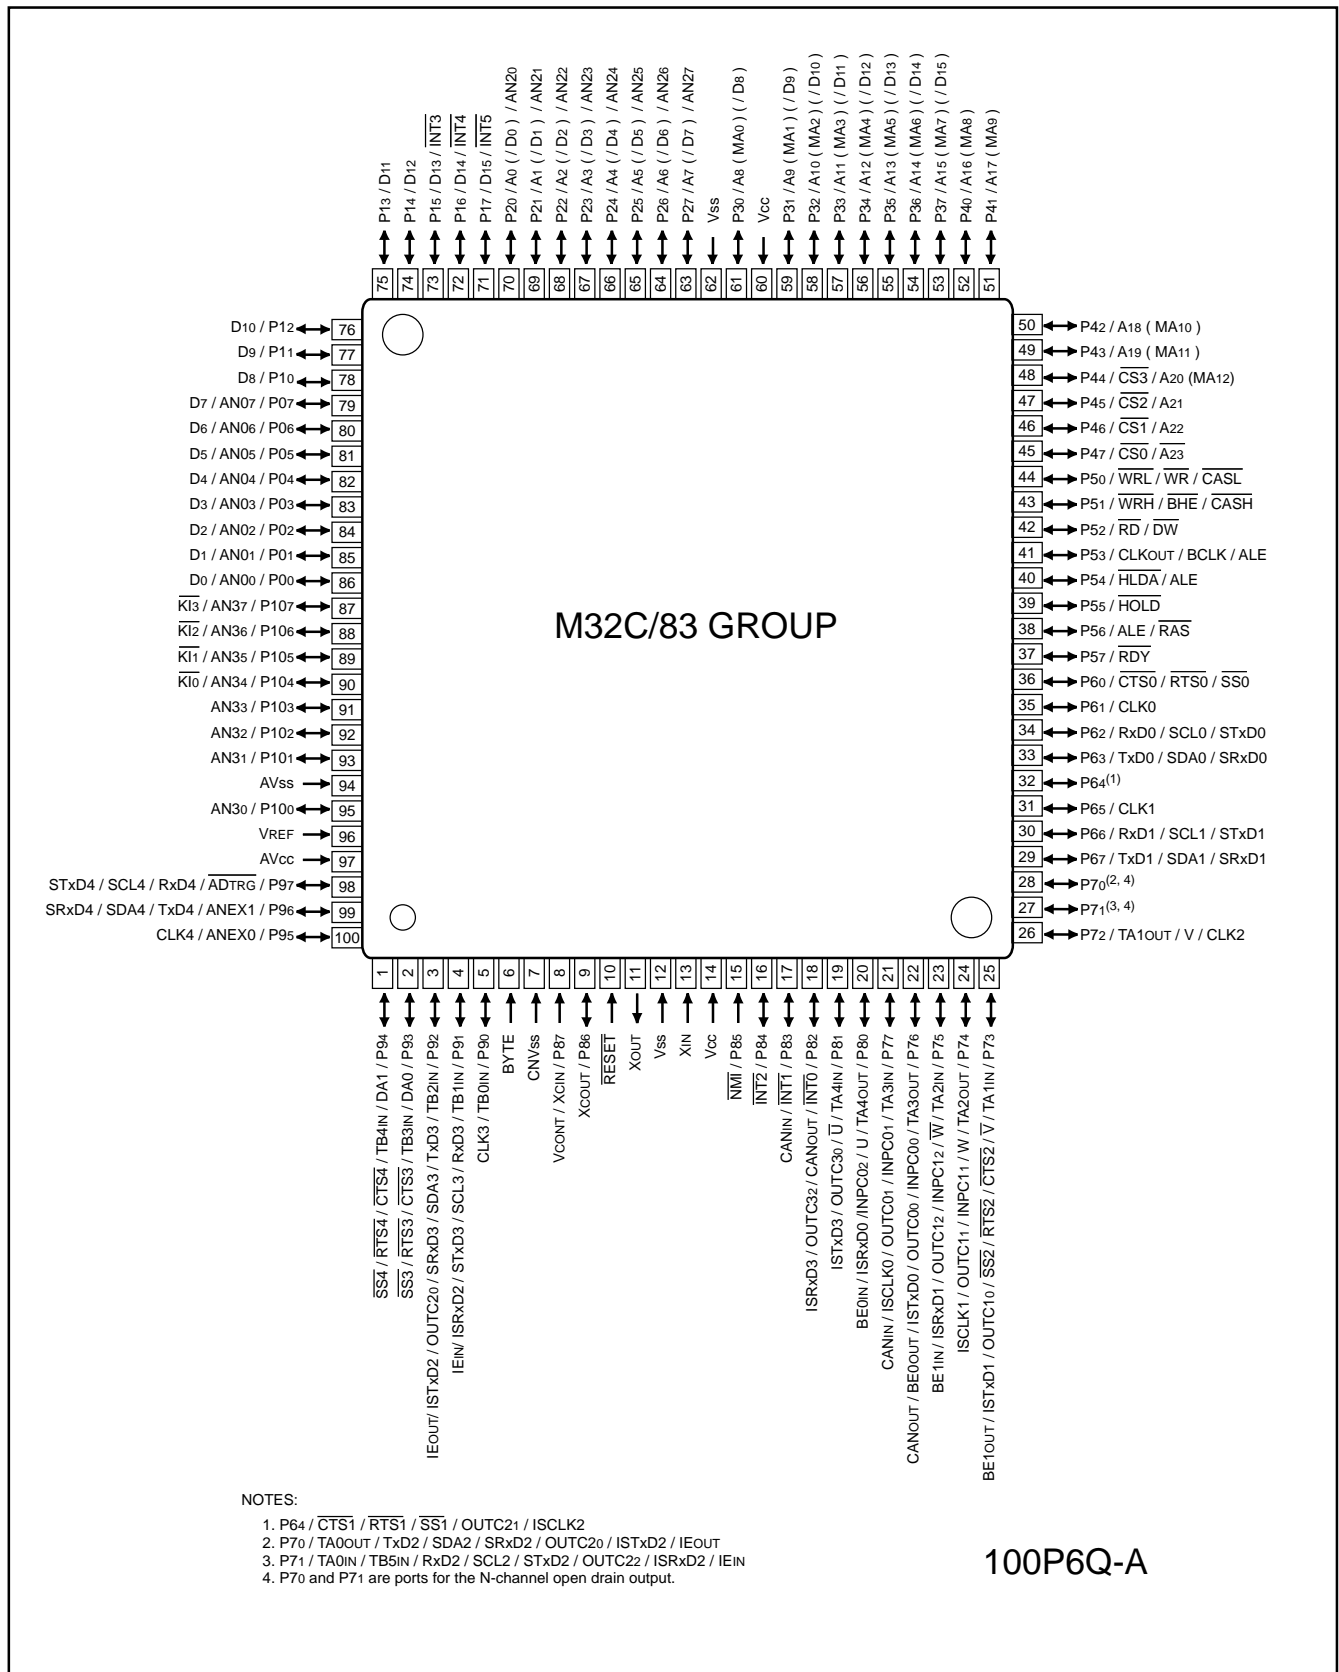 P13 / D11
P14 / D12
P15 / D13 / INT3
P16 / D14 / INT4
P17 / D15 / INT5
P20 / A0 ( / D0 ) / AN20
P21 / A1 ( / D1 ) / AN21
P22 / A2 ( / D2 ) / AN22
P23 / A3 ( / D3 ) / AN23
P24 / A4 ( / D4 ) / AN24
P25 / A5 ( / D5 ) / AN25
P26 / A6 ( / D6 ) / AN26
P27 / A7 ( / D7 ) / AN27
Vss
P30 / A8 ( MA0 ) ( / D8 )
Vcc
P31 / A9 ( MA1 ) ( / D9 )
P32 / A10 ( MA2 ) ( / D10 )
P33 / A11 ( MA3 ) ( / D11 )
P34 / A12 ( MA4 ) ( / D12 )
P35 / A13 ( MA5 ) ( / D13 )
P36 / A14 ( MA6 ) ( / D14 )
P37 / A15 ( MA7 ) ( / D15 )
P40 / A16 ( MA8 )
P41 / A17 ( MA9 )
75 74 73 72 71 70 69 68 67 66 65 64 63 62 61 60 59 58 57 56 55 54 53 52 51
D10 / P12 76
D9 / P11 77
D8 / P10 78
D7 / AN07 / P07 79
D6 / AN06 / P06 80
D5 / AN05 / P05 81
D4 / AN04 / P04 82
D3 / AN03 / P03 83
D2 / AN02 / P02 84
D1 / AN01 / P01 85
D0 / AN00 / P00 86
KI3 / AN37 / P107 87
KI2 / AN36 / P106 88
KI1 / AN35 / P105 89
KI0 / AN34 / P104 90
AN33 / P103 91
AN32 / P102 92
AN31 / P101 93
AVss 94
AN30 / P100 95
VREF 96
AVcc 97
STxD4 / SCL4 / RxD4 / ADTRG / P97 98
SRxD4 / SDA4 / TxD4 / ANEX1 / P96 99
CLK4 / ANEX0 / P95 100
M32C/83 GROUP
50 P42 / A18 ( MA10 )
49 P43 / A19 ( MA11 )
48 P44 / CS3 / A20 (MA12)
47 P45 / CS2 / A21
46 P46 / CS1 / A22
45 P47 / CS0 / A23
44 P50 / WRL / WR / CASL
43 P51 / WRH / BHE / CASH
42 P52 / RD / DW
41 P53 / CLKOUT / BCLK / ALE
40 P54 / HLDA / ALE
39 P55 / HOLD
38 P56 / ALE / RAS
37 P57 / RDY
36 P60 / CTS0 / RTS0 / SS0
35 P61 / CLK0
34 P62 / RxD0 / SCL0 / STxD0
33 P63 / TxD0 / SDA0 / SRxD0
32 P64(1)
31 P65 / CLK1
30 P66 / RxD1 / SCL1 / STxD1
29 P67 / TxD1 / SDA1 / SRxD1
28 P70(2, 4)
27 P71(3, 4)
26 P72 / TA1OUT / V / CLK2
1 2 3 4 5 6 7 8 9 10 11 12 13 14 15 16 17 18 19 20 21 22 23 24 25
SS4 / RTS4 / CTS4 / TB4IN / DA1 / P94
SS3 / RTS3 / CTS3 / TB3IN / DA0 / P93
IEOUT/ ISTxD2 / OUTC20 / SRxD3 / SDA3 / TxD3 / TB2IN / P92
IEIN/ ISRxD2 / STxD3 / SCL3 / RxD3 / TB1IN / P91
CLK3 / TB0IN / P90
BYTE
CNVss
VCONT / XCIN / P87
XCOUT / P86
RESET
XOUT
Vss
XIN
Vcc
NMI / P85
INT2 / P84
CANIN / INT1 / P83
ISRxD3 / OUTC32 / CANOUT / INT0 / P82
ISTxD3 / OUTC30 / U / TA4IN / P81
BE0IN / ISRxD0 /INPC02 / U / TA4OUT / P80
CANIN / ISCLK0 / OUTC01 / INPC01 / TA3IN / P77
CANOUT / BE0OUT / ISTxD0 / OUTC00 / INPC00 / TA3OUT / P76
BE1IN / ISRxD1 / OUTC12 / INPC12 / W / TA2IN / P75
ISCLK1 / OUTC11 / INPC11 / W / TA2OUT / P74
BE1OUT / ISTxD1 / OUTC10 / SS2 / RTS2 / CTS2 / V / TA1IN / P73
NOTES:
1. P64 / CTS1 / RTS1 / SS1 / OUTC21 / ISCLK2
2. P70 / TA0OUT / TxD2 / SDA2 / SRxD2 / OUTC20 / ISTxD2 / IEOUT
3. P71 / TA0IN / TB5IN / RxD2 / SCL2 / STxD2 / OUTC22 / ISRxD2 / IEIN
4. P70 and P71 are ports for the N-channel open drain output.
100P6Q-A